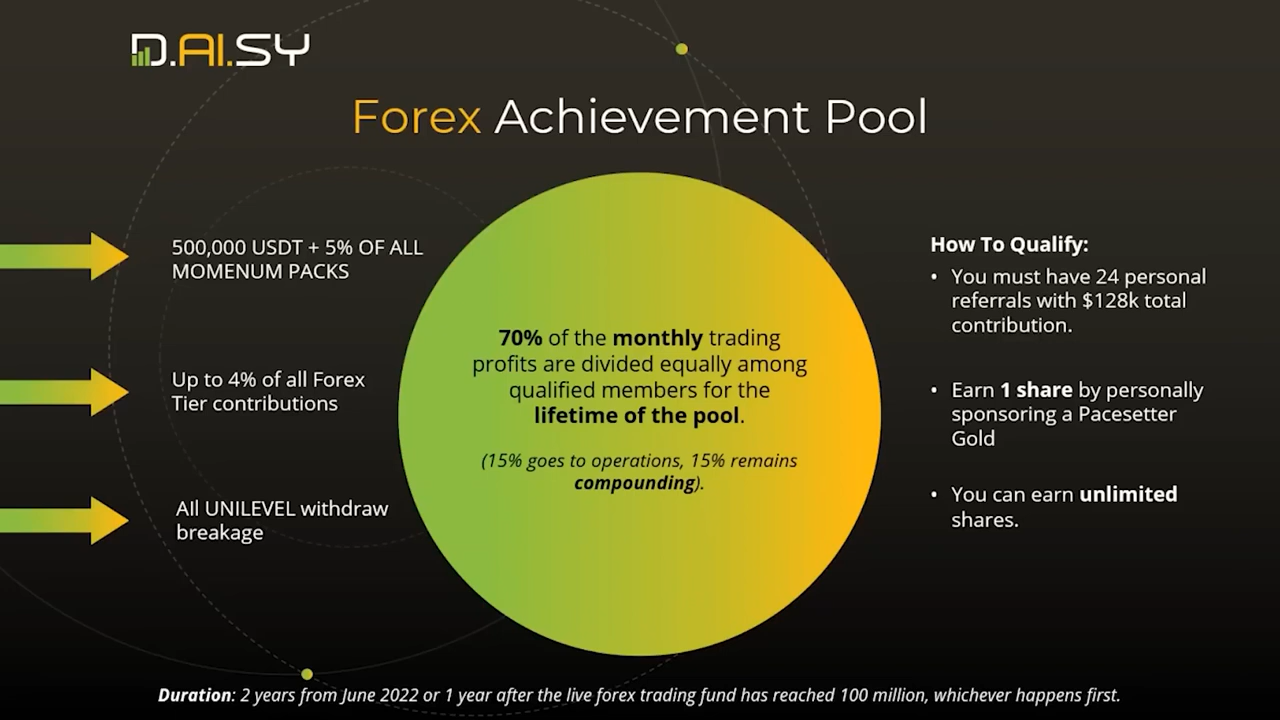 D.AI.SY
Forex Achievement Pool
500,000 USDT + 5% OF ALL
MOMENUM PACKS
Up to 4% of all Forex
Tier contributions
All UNILEVEL withdraw
breakage
70% of the monthly trading
profits are divided equally among
qualified members for the
lifetime of the pool.
(15% goes to operations, 15% remains
compounding).
How To Qualify:
• You must have 24 personal
referrals with $128k total
contribution.
• Earn 1 share by personally
sponsoring a Pacesetter
Gold
• You can earn unlimited
shares.
Duration: 2 years from June 2022 or 1 year after the live forex trading fund has reached 100 million, whichever happens first.